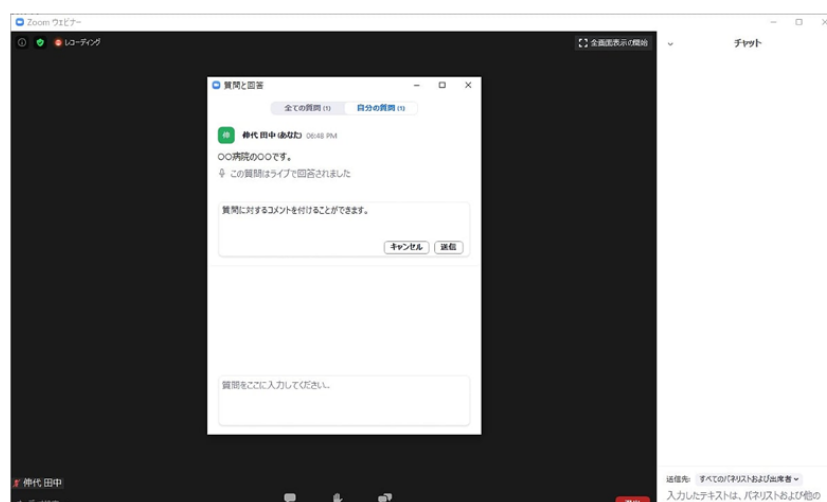 Zoom ウェビナー
レコーディング
全画面表示の開始
チャット
質問と回答
全ての質問 (1)
自分の質問 (1)
伸
伸代 田中 (あなた) 06:48 PM
〇〇病院の〇〇です。
この質問はライブで回答されました
質問に対するコメントを付けることができます。
キャンセル
送信
質問をここに入力してください...
伸代 田中
送信先: すべてのパネリストおよび出席者
入力したテキストは、パネリストおよび他の